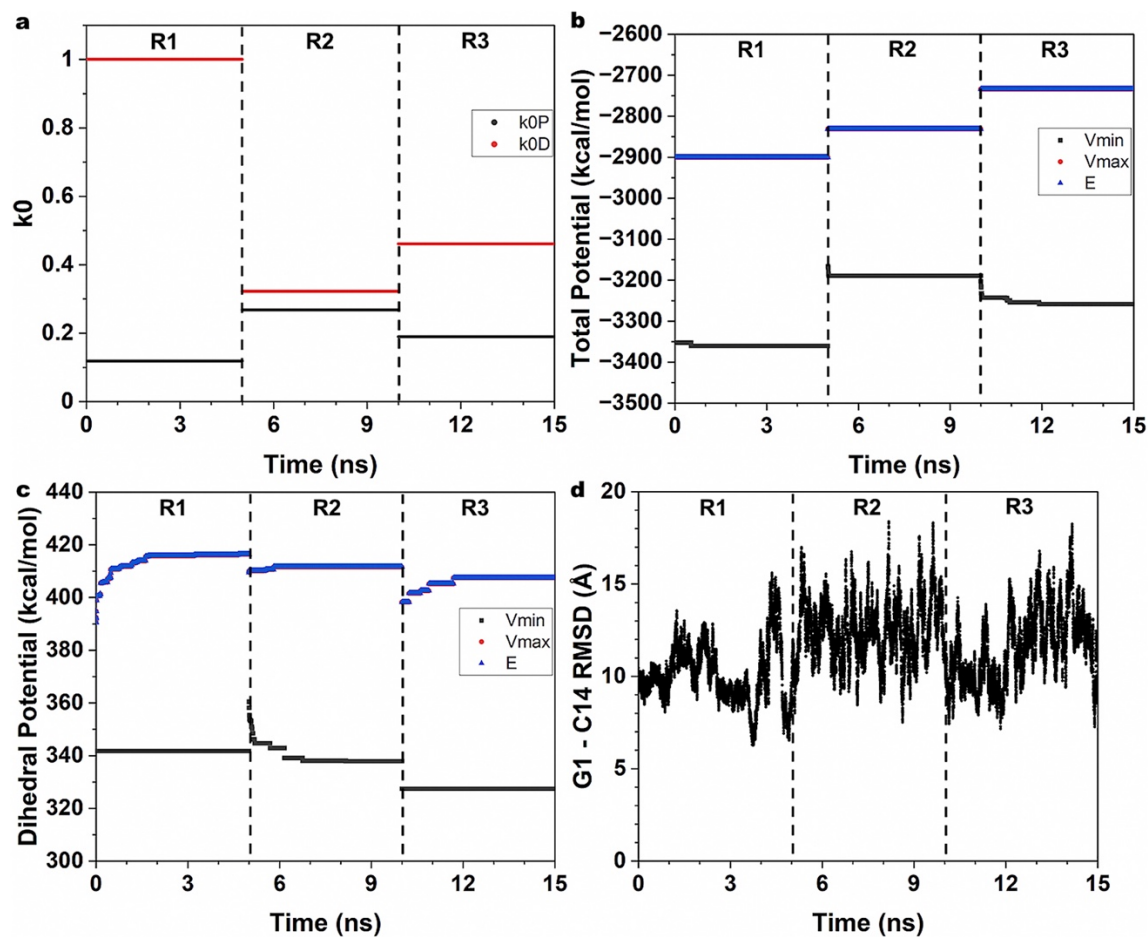 a
R1 R2 R3
k0P
k0D
k0
1
0.8
0.6
0.4
0.2
0
0 3 6 9 12 15
Time (ns)
b
R1 R2 R3
Vmin
Vmax
E
Total Potential (kcal/mol)
−2600
−2700
−2800
−2900
−3000
−3100
−3200
−3300
−3400
−3500
0 3 6 9 12 15
Time (ns)
c
R1 R2 R3
Vmin
Vmax
E
Dihedral Potential (kcal/mol)
440
420
400
380
360
340
320
300
0 3 6 9 12 15
Time (ns)
d
R1 R2 R3
G1 - C14 RMSD (Å)
20
15
10
5
0
0 3 6 9 12 15
Time (ns)